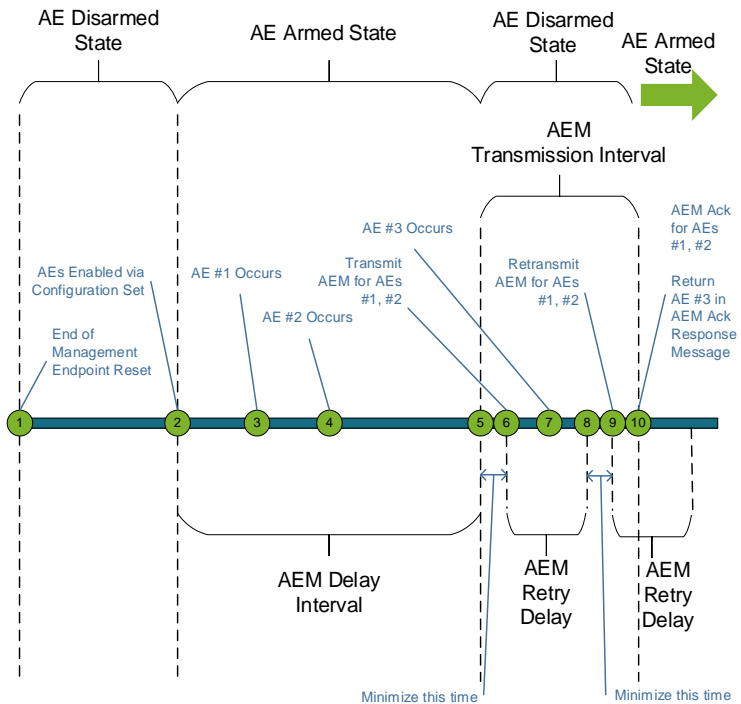 AE Disarmed
State
AE Armed State
AE Disarmed
State
AE Armed
State
AEM
Transmission Interval
AE #3 Occurs
AEM Ack
for AEs
#1, #2
AEs Enabled via
Configuration Set
AE #1 Occurs
Transmit
AEM for AEs
#1, #2
Retransmit
AEM for AEs
#1, #2
Return
AE #3 in
AEM Ack
Response
Message
AE #2 Occurs
End of
Management
Endpoint Reset
1
2
3
4
5
6
7
8
9
10
AEM Delay
Interval
AEM
Retry
Delay
AEM
Retry
Delay
Minimize this time
Minimize this time